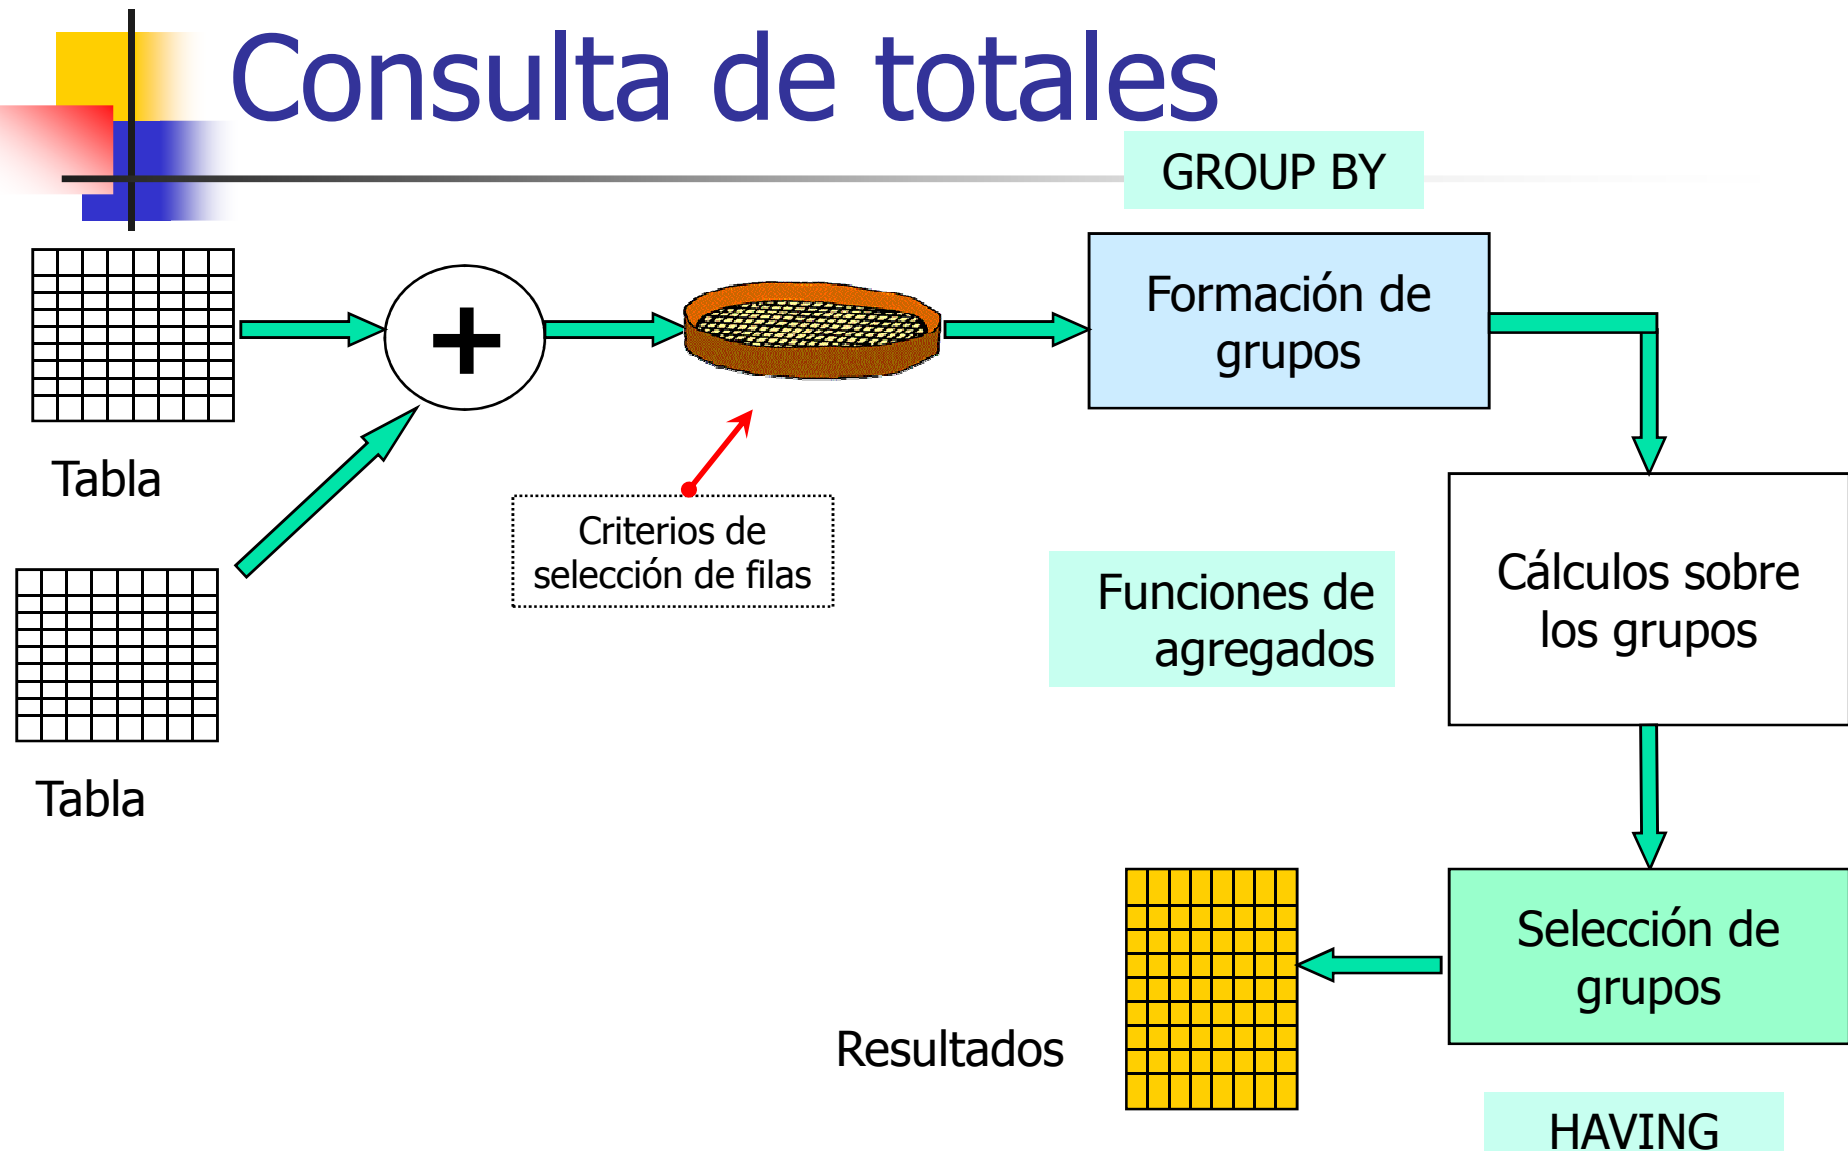 Consulta de totales
GROUP BY
Formación de
grupos
Tabla
Criterios de
selección de filas
Funciones de
agregados
Cálculos sobre
los grupos
Tabla
Selección de
grupos
Resultados
HAVING